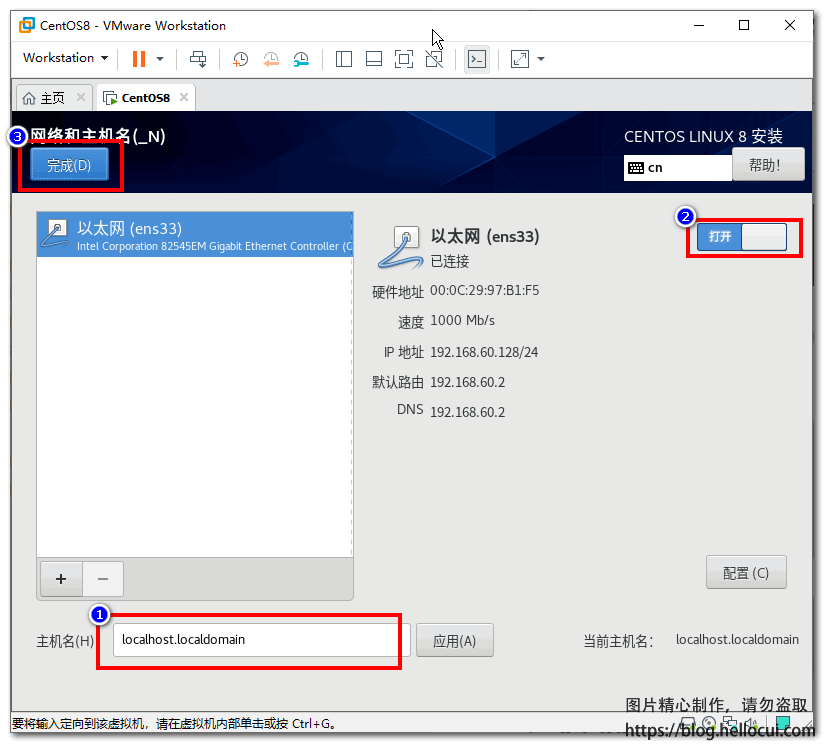 CentOS8 - VMware Workstation
Workstation
主页
CentOS8
3
网络和主机名(_N)
完成(D)
CENTOS LINUX 8 安装
cn
帮助!
以太网 (ens33)
Intel Corporation 82545EM Gigabit Ethernet Controller (C
以太网 (ens33)
已连接
2
打开
硬件地址 00:0C:29:97:B1:F5
速度 1000 Mb/s
IP 地址 192.168.60.128/24
默认路由 192.168.60.2
DNS 192.168.60.2
+
−
配置 (C)
1
主机名(H)
localhost.localdomain
应用(A)
当前主机名: localhost.localdomain
要将输入定向到该虚拟机，请在虚拟机内部单击或按 Ctrl+G。
图片精心制作，请勿盗取
https://blog.hellocui.com